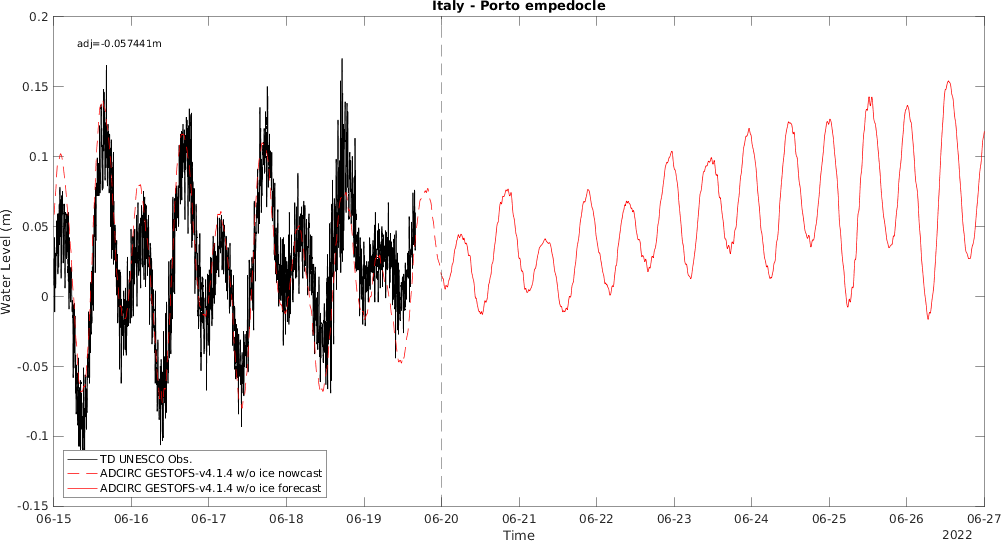 Italy - Porto empedocle
adj=-0.057441m
0.2
0.15
0.1
0.05
0
-0.05
-0.1
-0.15
Water Level (m)
TD UNESCO Obs.
ADCIRC GESTOFS-v4.1.4 w/o ice nowcast
ADCIRC GESTOFS-v4.1.4 w/o ice forecast
06-15 06-16 06-17 06-18 06-19 06-20 06-21 06-22 06-23 06-24 06-25 06-26 06-27
Time
2022